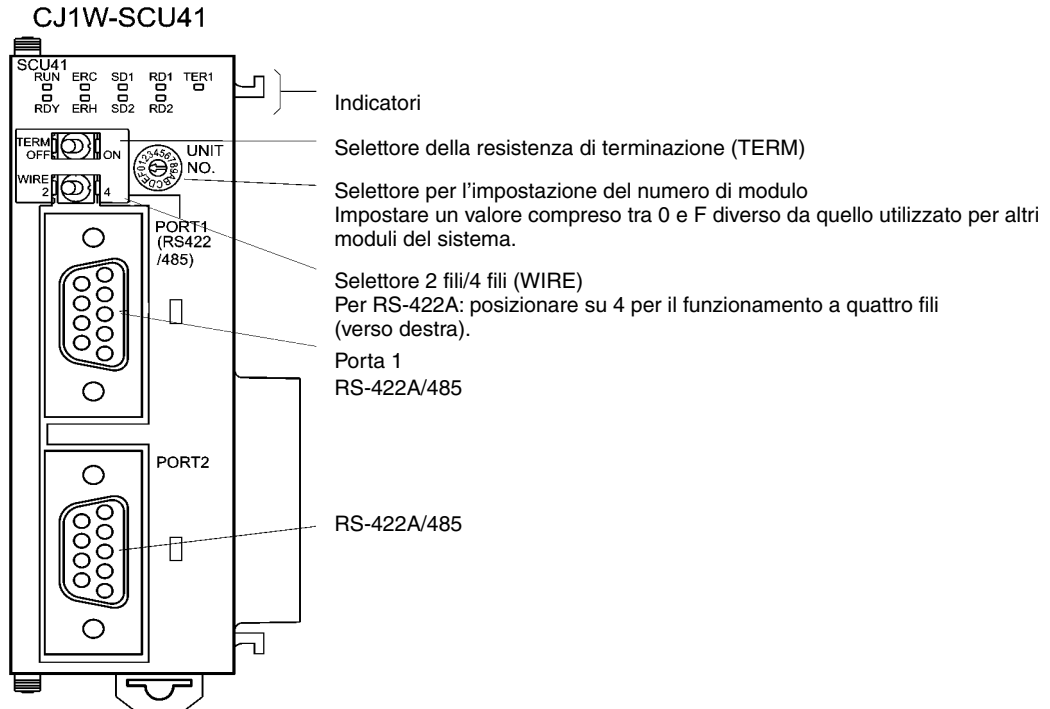 CJ1W-SCU41
SCU41
RUN ERC SD1 RD1 TER1
RDY ERH SD2 RD2
Indicatori
TERM
OFF ON
Selettore della resistenza di terminazione (TERM)
0123456789ABCDEF
UNIT
NO.
WIRE
2 4
Selettore per l'impostazione del numero di modulo
Impostare un valore compreso tra 0 e F diverso da quello utilizzato per altri
moduli del sistema.
PORT1
(RS422
/485)
Selettore 2 fili/4 fili (WIRE)
Per RS-422A: posizionare su 4 per il funzionamento a quattro fili
(verso destra).
Porta 1
RS-422A/485
PORT2
RS-422A/485